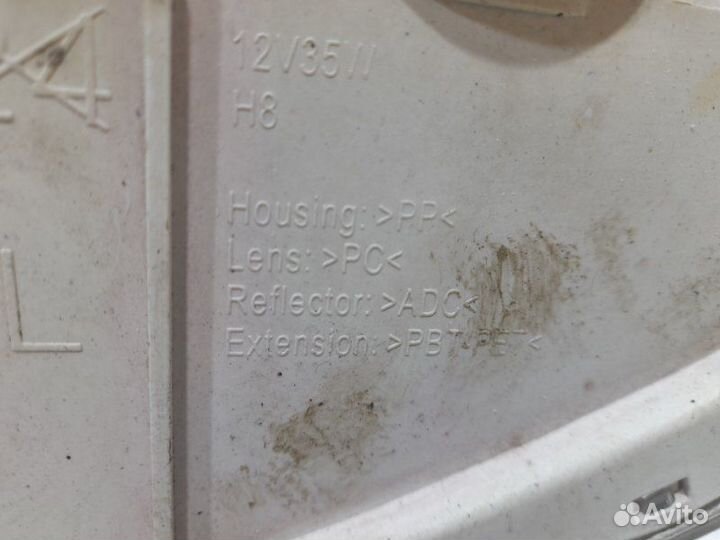 12V35W
H8
Housing: >PP<
Lens: >PC<
Reflector: >ADC<
Extension: >PBT-PET<
L
Avito